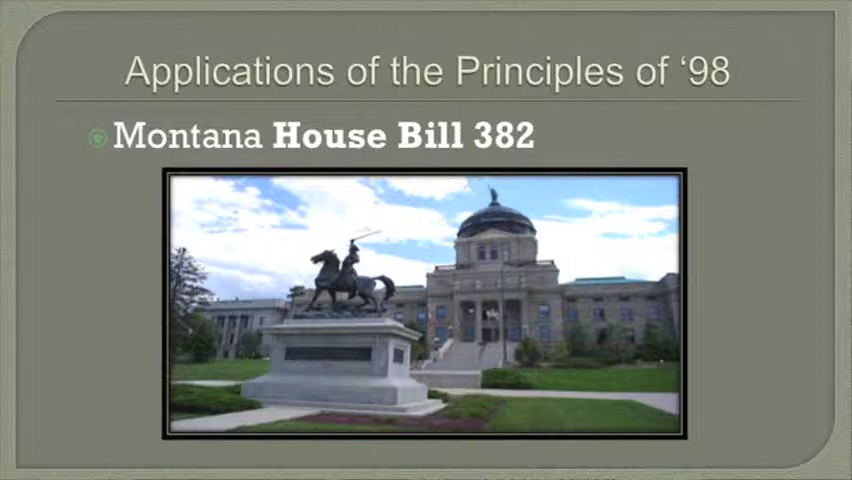 Applications of the Principles of ‘98
Montana House Bill 382